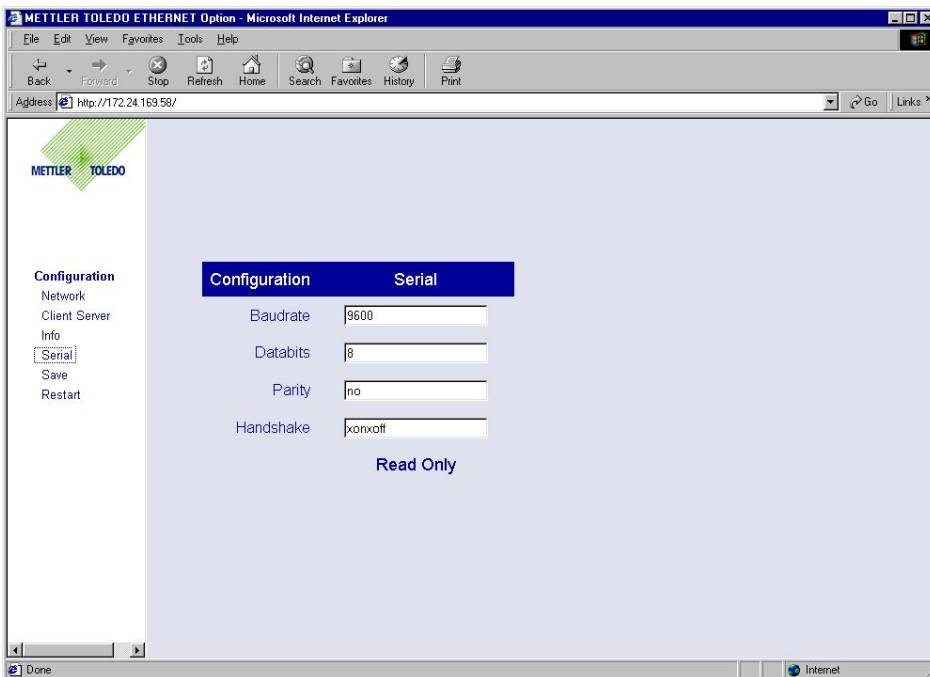 METTLER TOLEDO ETHERNET Option - Microsoft Internet Explorer
File Edit View Favorites Tools Help
Back Forward Stop Refresh Home Search Favorites History Print
Address http://172.24.169.58/ Go Links
METTLER TOLEDO
Configuration
Network
Client Server
Info
Serial
Save
Restart
Configuration Serial
Baudrate 9600
Databits 8
Parity no
Handshake xonxoff
Read Only
Done Internet